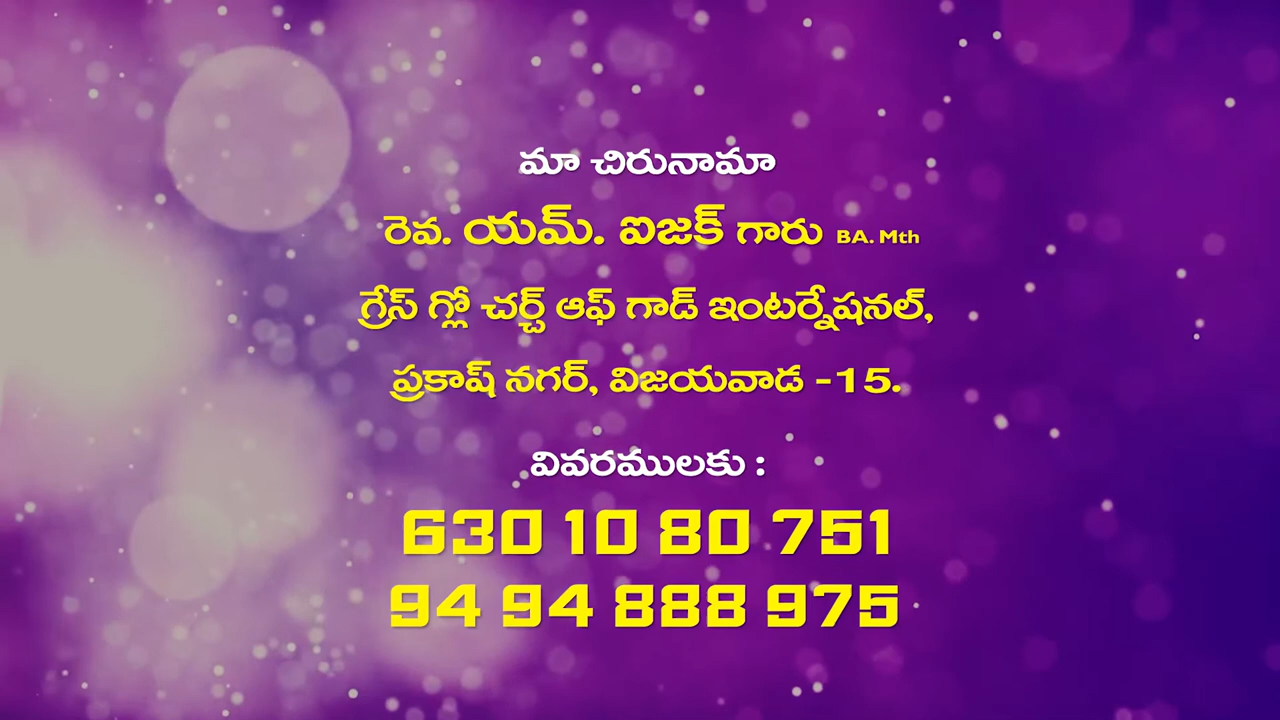 మా చిరునామా
రెవ. యమ్. ఐజక్ గారు BA. Mth
గ్రేస్ గ్లో చర్చ్ ఆఫ్ గాడ్ ఇంటర్నేషనల్,
ప్రకాష్ నగర్, విజయవాడ -15.
వివరములకు :
630 10 80 751
94 94 888 975